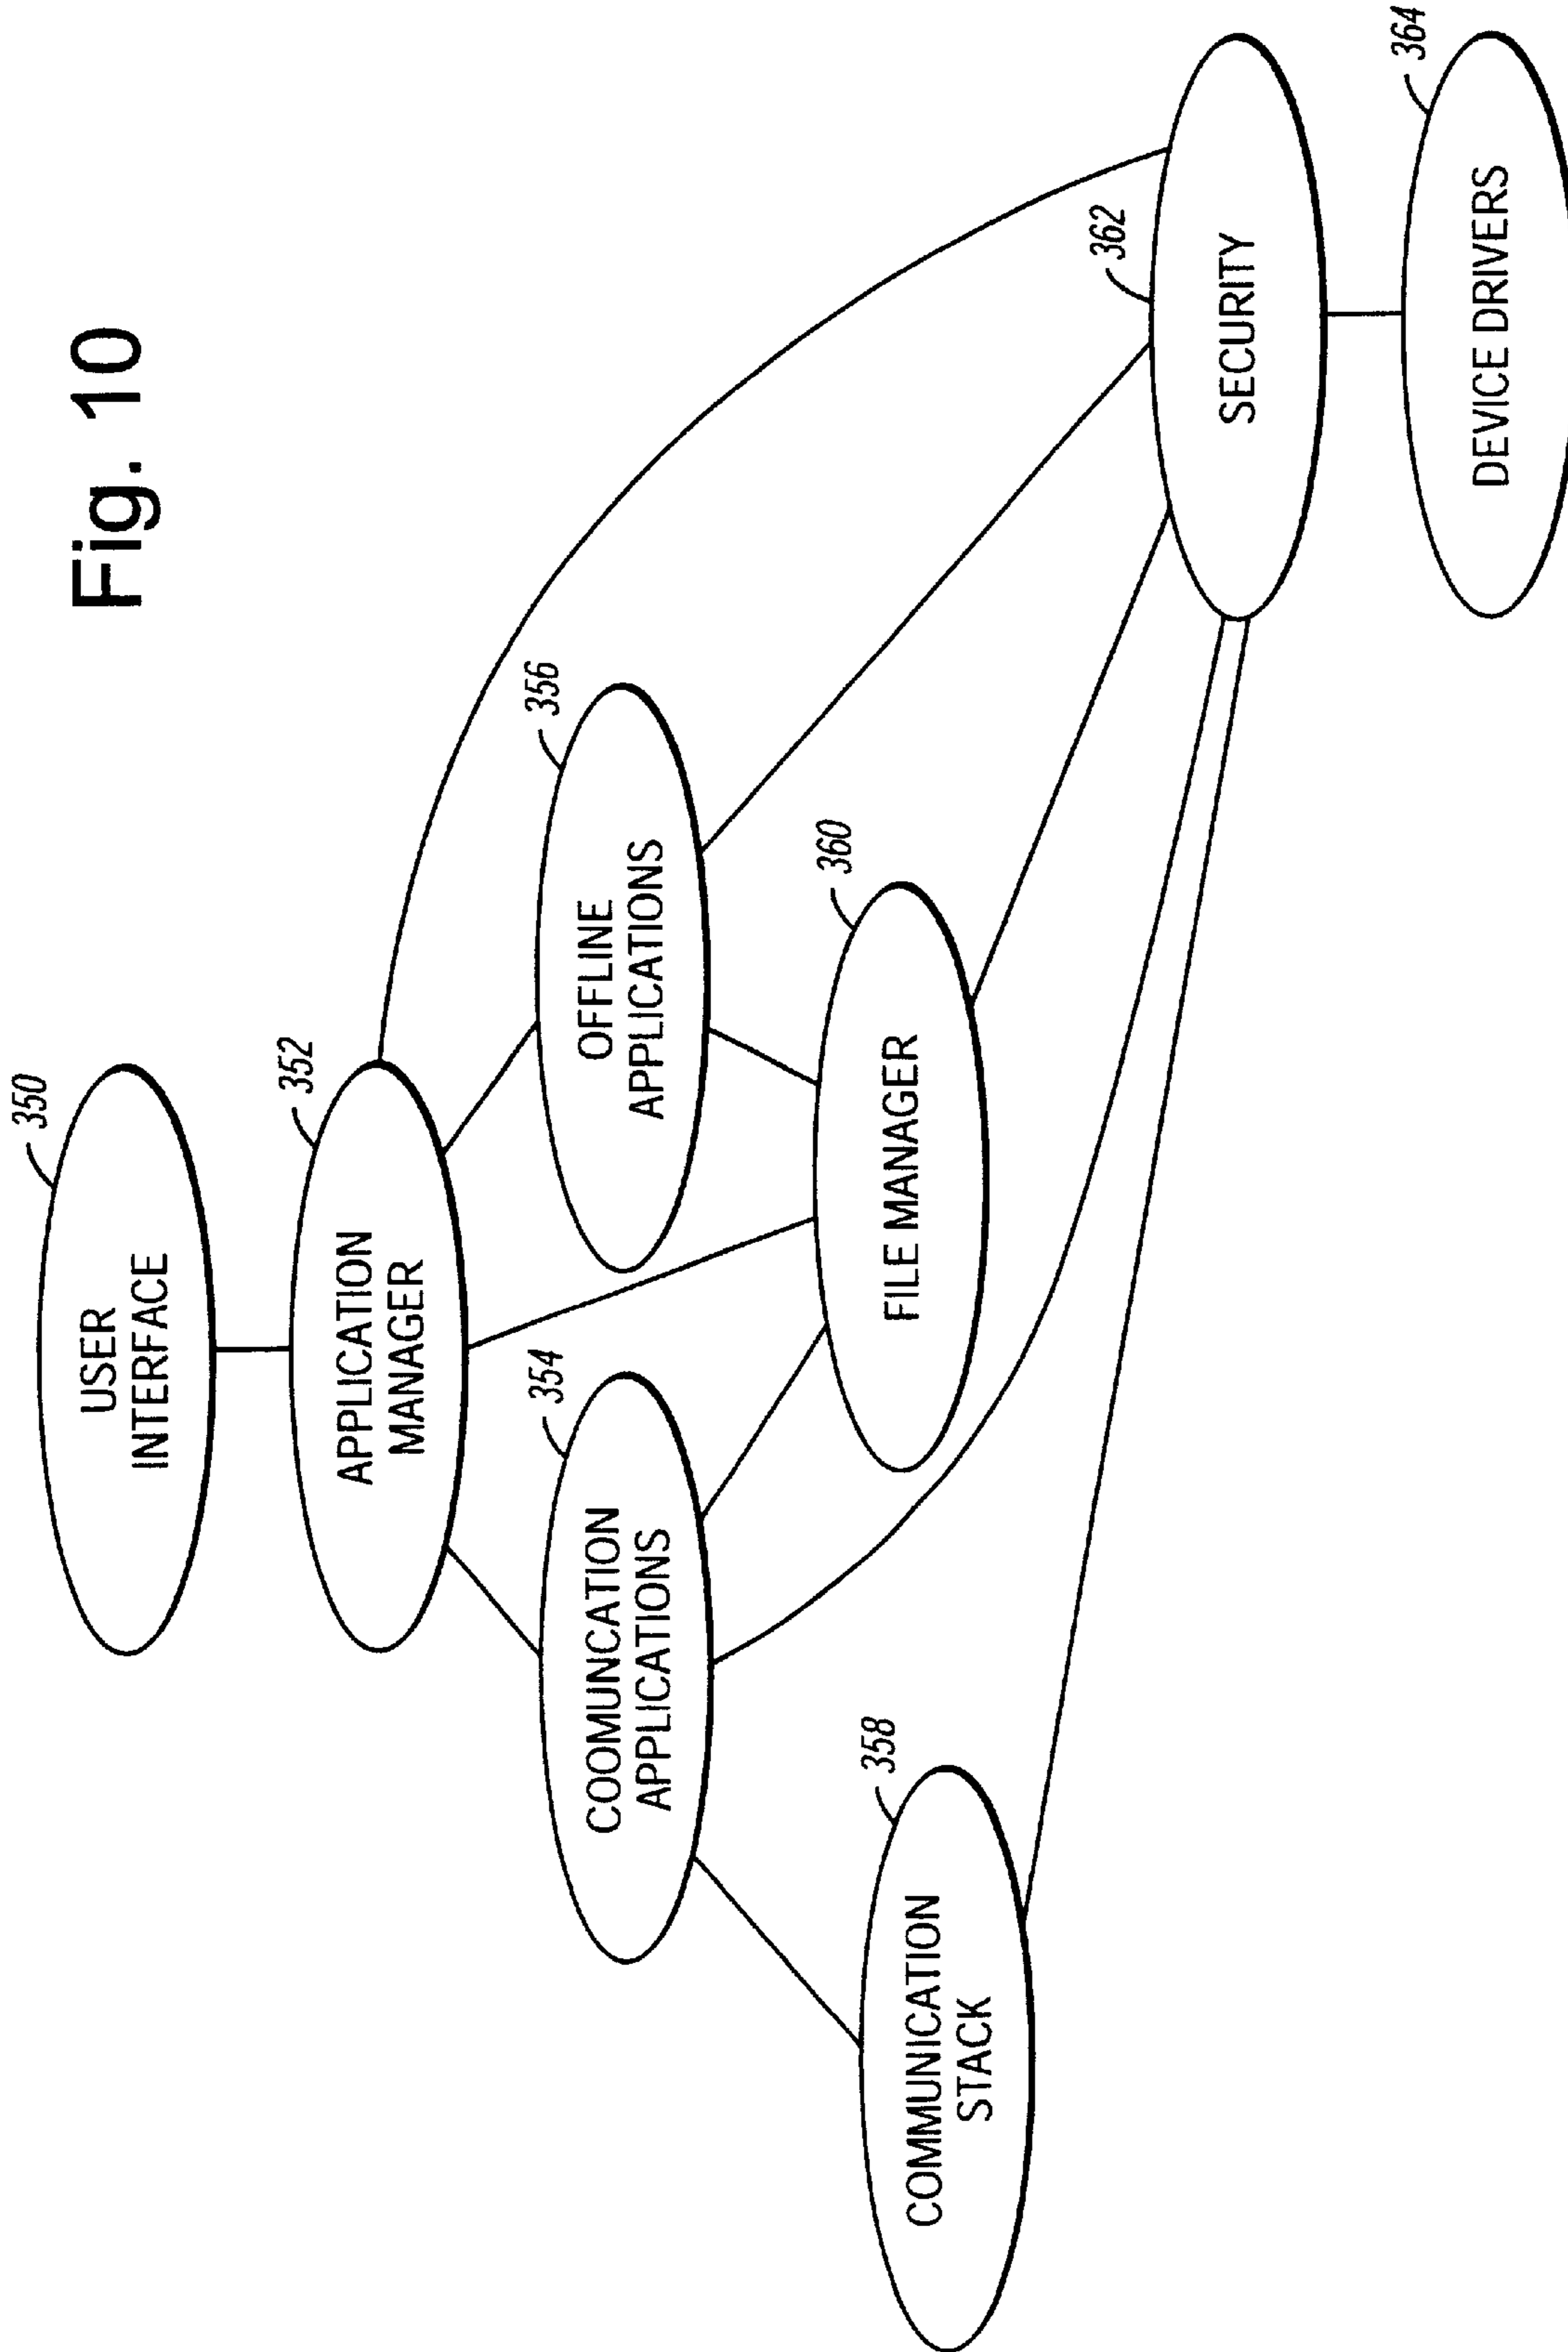 Fig. 10
350
USER
INTERFACE
352
APPLICATION
MANAGER
354
COOMUNCATION
APPLICATIONS
356
OFFLINE
APPLICATIONS
358
COMMUNICATION
STACK
360
FILE MANAGER
362
SECURITY
364
DEVICE DRIVERS